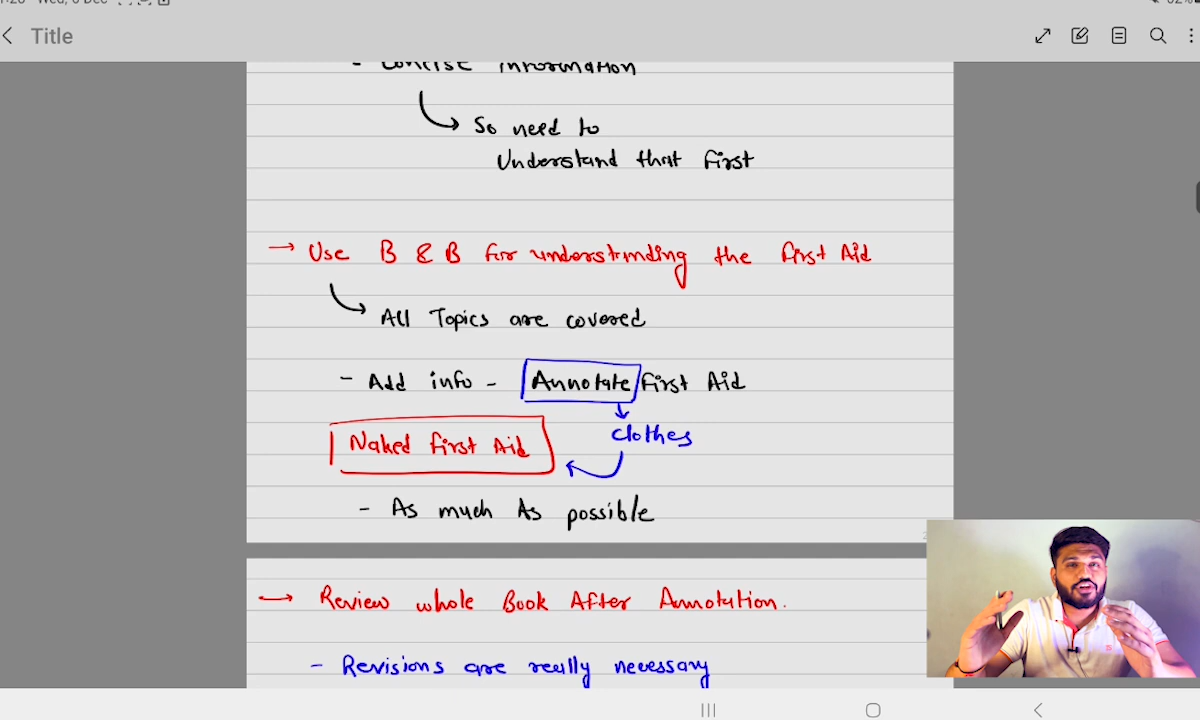 Title
- Concise information
So need to
Understand that first
→ Use B & B for understanding the first Aid
All Topics are covered
- Add info - Annotate First Aid
clothes
Naked first Aid
- As much As possible
→ Review whole Book After Annotation.
- Revisions are really necessary